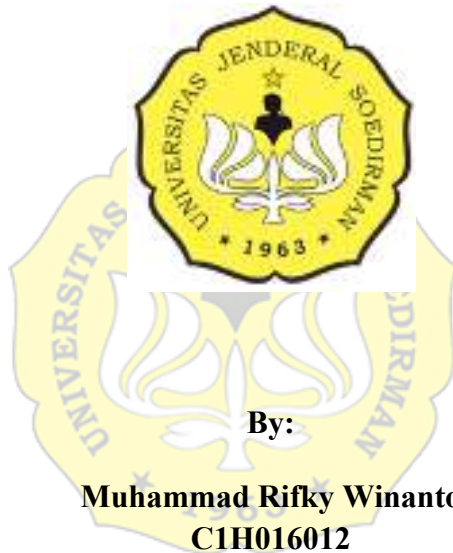 UNIVERSITAS JENDERAL SOEDIRMAN
* 1963 *
By:
Muhammad Rifky Winanto
C1H016012